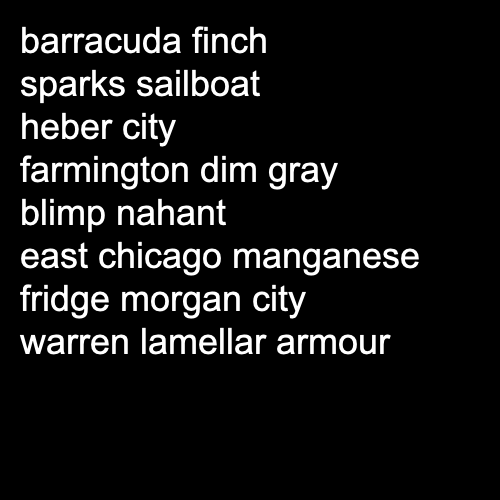 barracuda finch
sparks sailboat
heber city
farmington dim gray
blimp nahant
east chicago manganese
fridge morgan city
warren lamellar armour